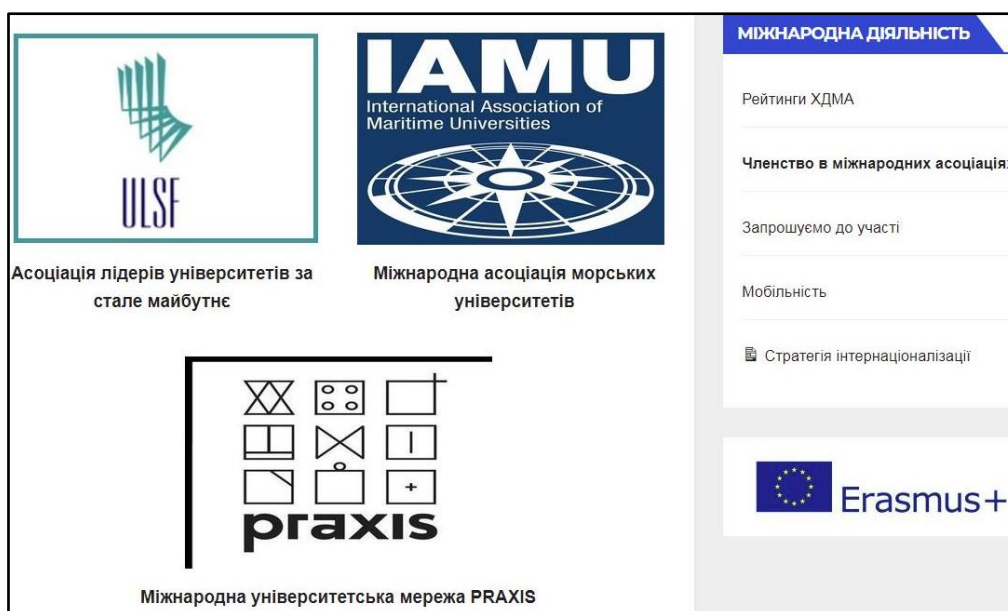 ULSF
IAMU
International Association of
Maritime Universities
Асоціація лідерів університетів за
стале майбутнє
Міжнародна асоціація морських
університетів
praxis
Міжнародна університетська мережа PRAXIS
МІЖНАРОДНА ДІЯЛЬНІСТЬ
Рейтинги ХДМА
Членство в міжнародних асоціація
Запрошуємо до участі
Мобільність
Стратегія інтернаціоналізації
Erasmus+